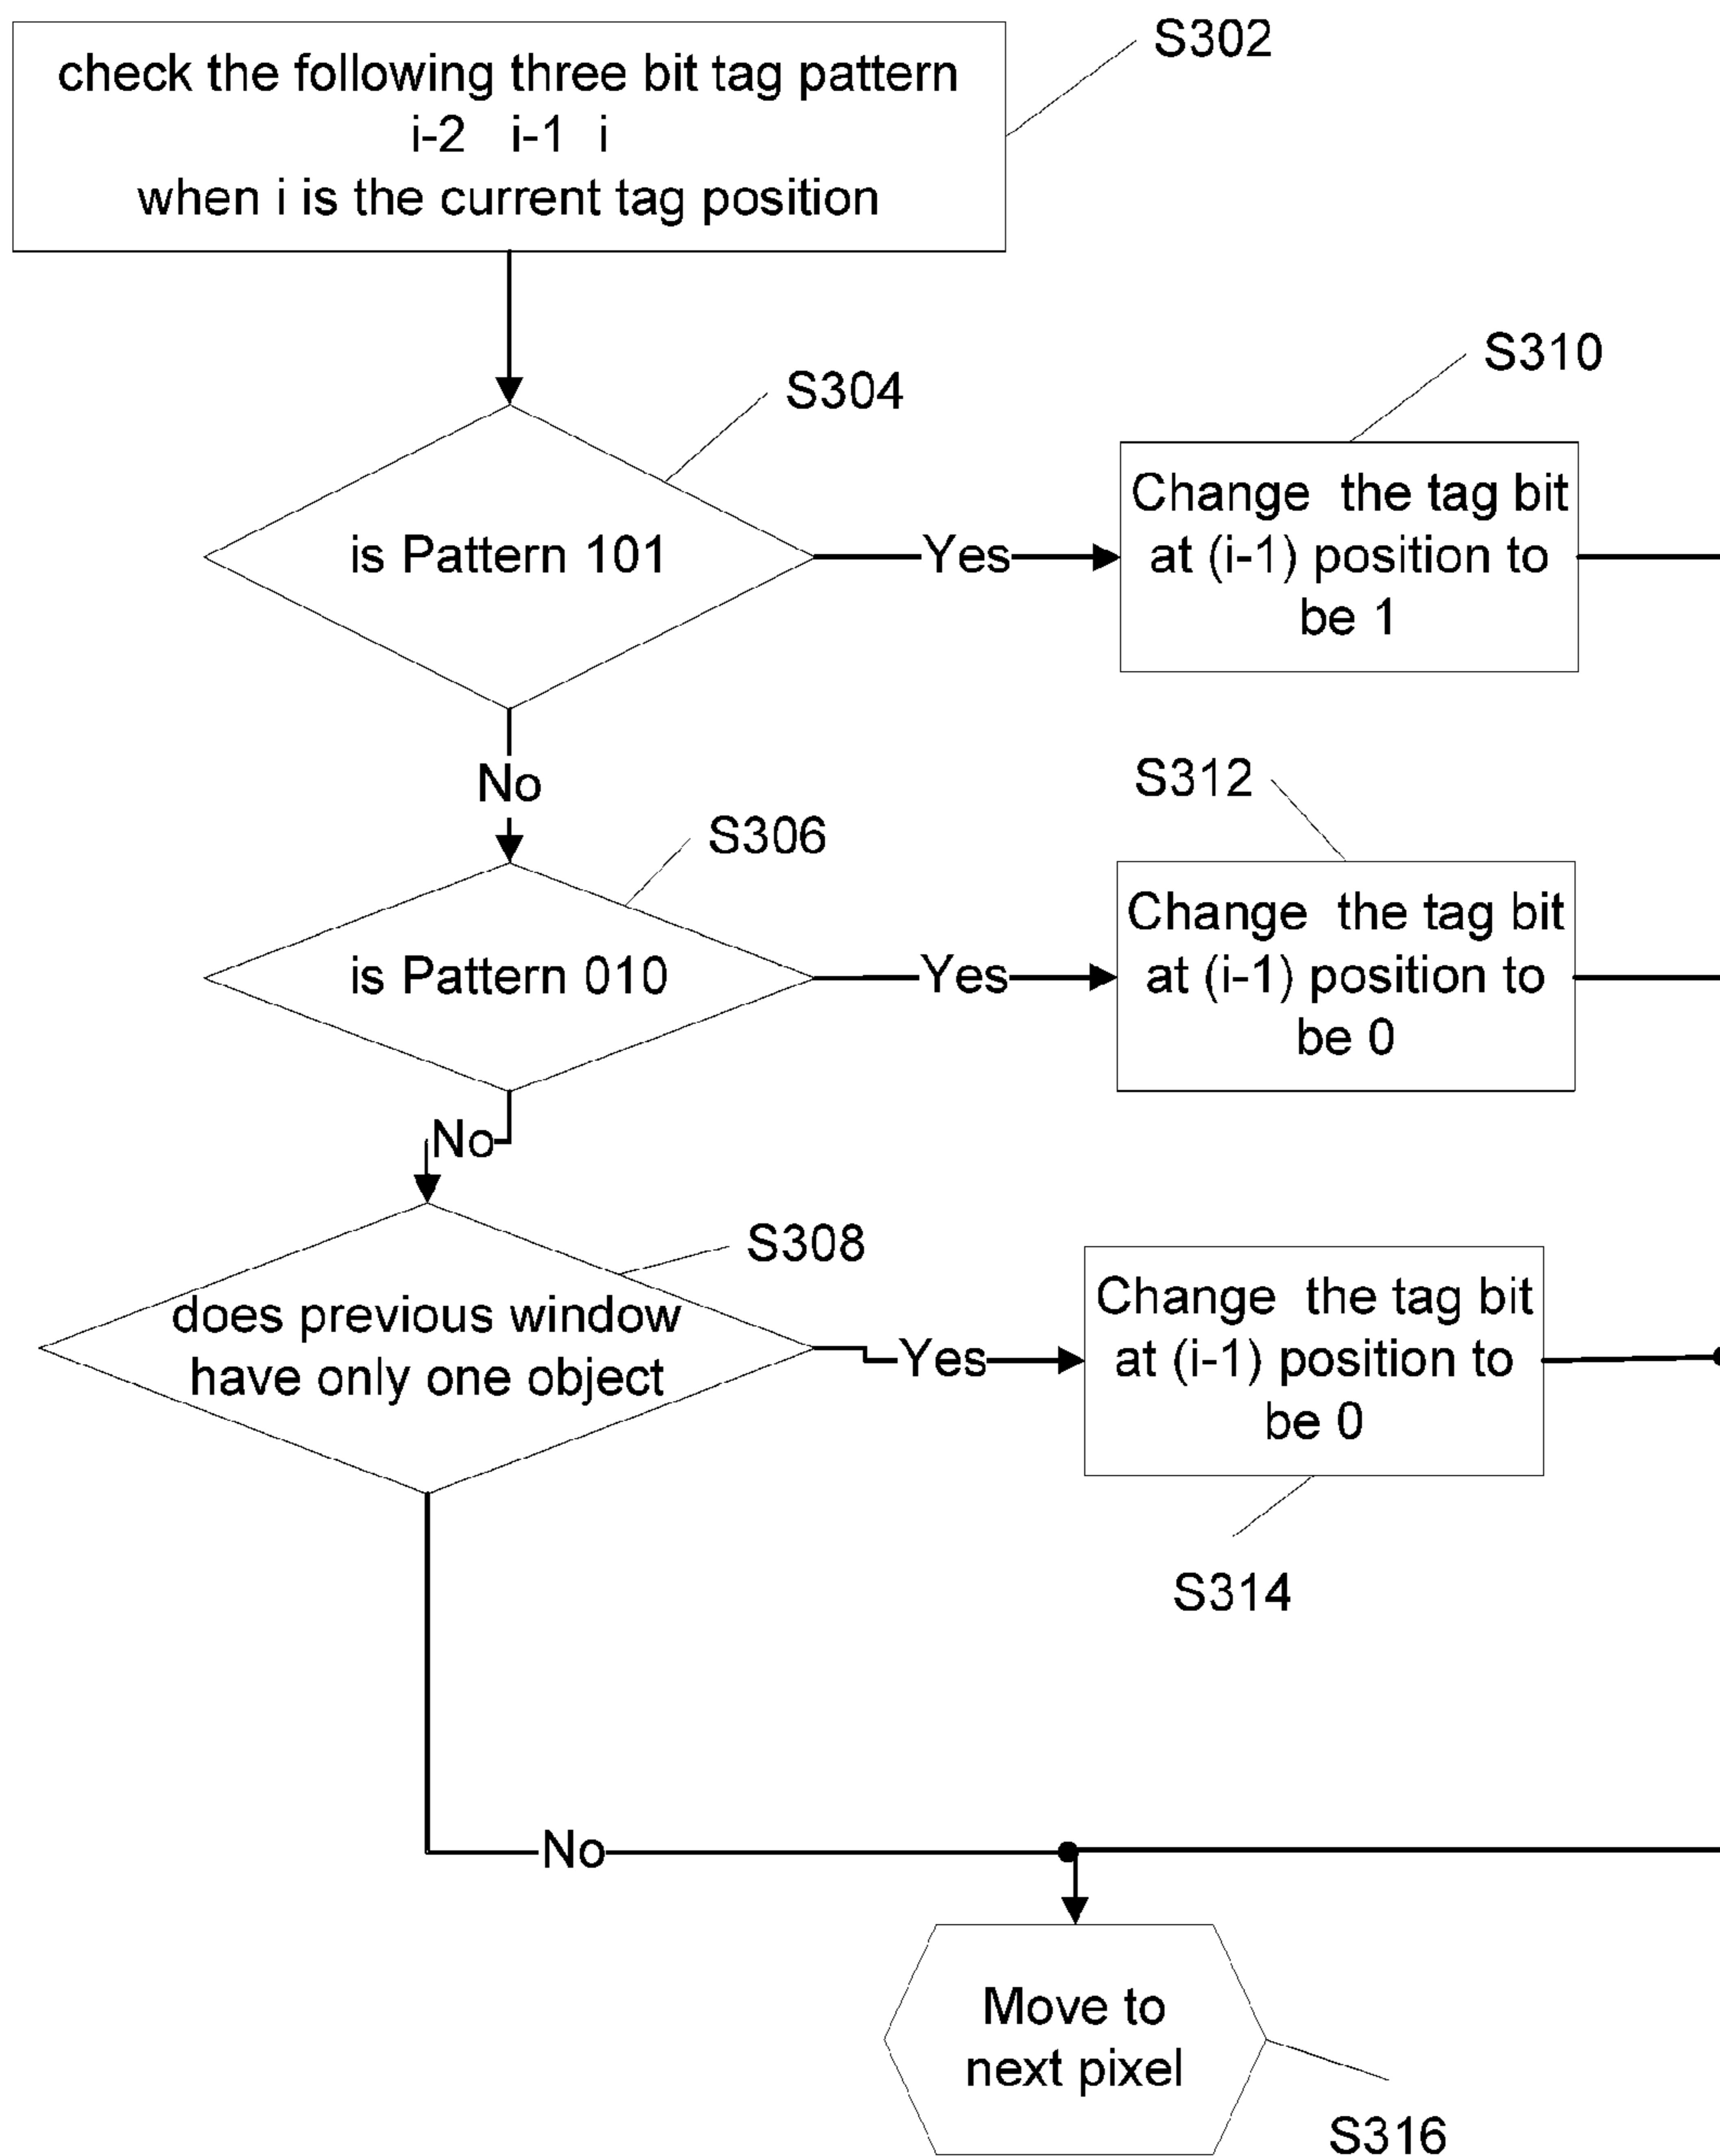 S302
check the following three bit tag pattern
i-2 i-1 i
when i is the current tag position
S310
S304
Change the tag bit
at (i-1) position to
be 1
is Pattern 101
Yes
No
S312
S306
Change the tag bit
at (i-1) position to
be 0
is Pattern 010
Yes
No
S308
does previous window
have only one object
Yes
Change the tag bit
at (i-1) position to
be 0
S314
No
Move to
next pixel
S316